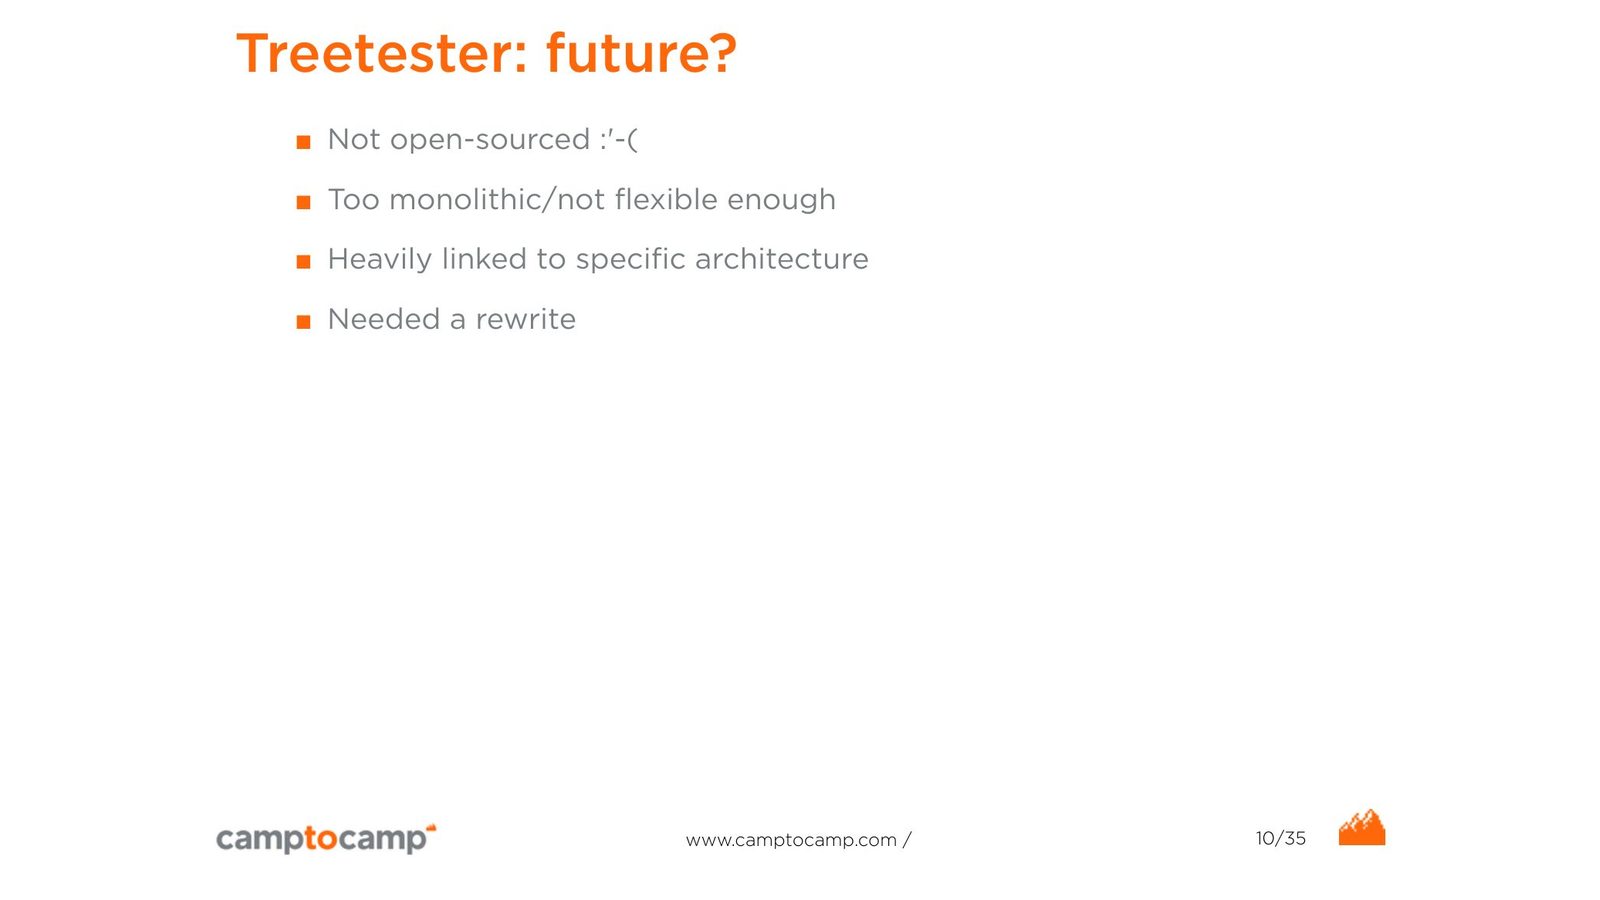 Treetester: future?
Not open-sourced :'-(
Too monolithic/not flexible enough
Heavily linked to specific architecture
Needed a rewrite
camptocamp
www.camptocamp.com /
10/35